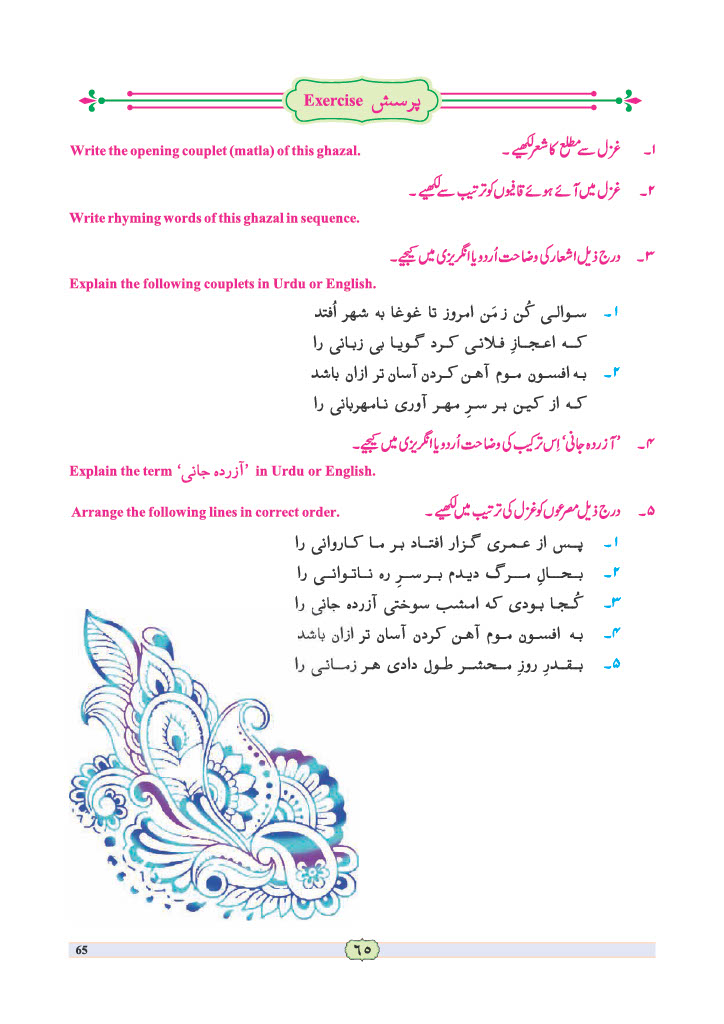 پرسش Exercise
۱۔ غزل سے مطلع کا شعر لکھیے ۔
Write the opening couplet (matla) of this ghazal.
۲۔ غزل میں آئے ہوئے قافیوں کو ترتیب سے لکھیے ۔
Write rhyming words of this ghazal in sequence.
۳۔ درج ذیل اشعار کی وضاحت اُردو یا انگریزی میں کیجیے۔
Explain the following couplets in Urdu or English.
۱۔ سوالی کُن ز مَن امروز تا غوغا به شهر اُفتد
که اعجازِ فلانی کرد گویا بی زبانی را
۲۔ به افسون موم آهن کردن آسان تر ازان باشد
که از کین بر سرِ مهر آوری نامهربانی را
۴۔ ’آزردہ جانی‘ اِس ترکیب کی وضاحت اُردو یا انگریزی میں کیجیے۔
Explain the term ’آزرده جانی‘ in Urdu or English.
۵۔ درج ذیل مصرعوں کو غزل کی ترتیب میں لکھیے ۔
Arrange the following lines in correct order.
۱۔ پس از عمری گزار افتاد بر ما کاروانی را
۲۔ بحالِ مرگ دیدم بر سرِ ره ناتوانی را
۳۔ کُجا بودی که امشب سوختی آزرده جانی را
۴۔ به افسون موم آهن کردن آسان تر ازان باشد
۵۔ بقدرِ روزِ محشر طول دادی هر زمانی را
65
۶۵